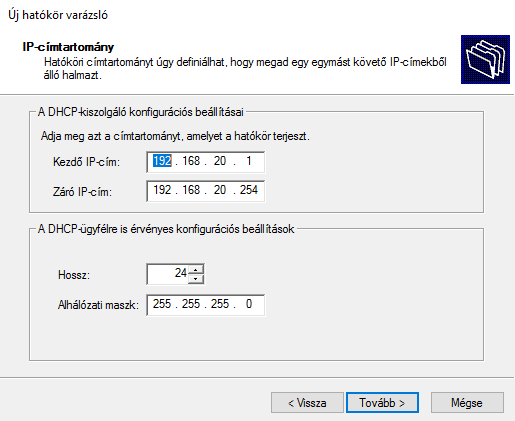 Új hatókör varázsló
IP-címtartomány
Hatóköri címtartományt úgy definiálhat, hogy megad egy egymást követő IP-címekből
álló halmazt.
A DHCP-kiszolgáló konfigurációs beállításai
Adja meg azt a címtartományt, amelyet a hatókör terjeszt.
Kezdő IP-cím: 192 . 168 . 20 . 1
Záró IP-cím: 192 . 168 . 20 . 254
A DHCP-ügyfélre is érvényes konfigurációs beállítások
Hossz: 24
Alhálózati maszk: 255 . 255 . 255 . 0
< Vissza Tovább > Mégse